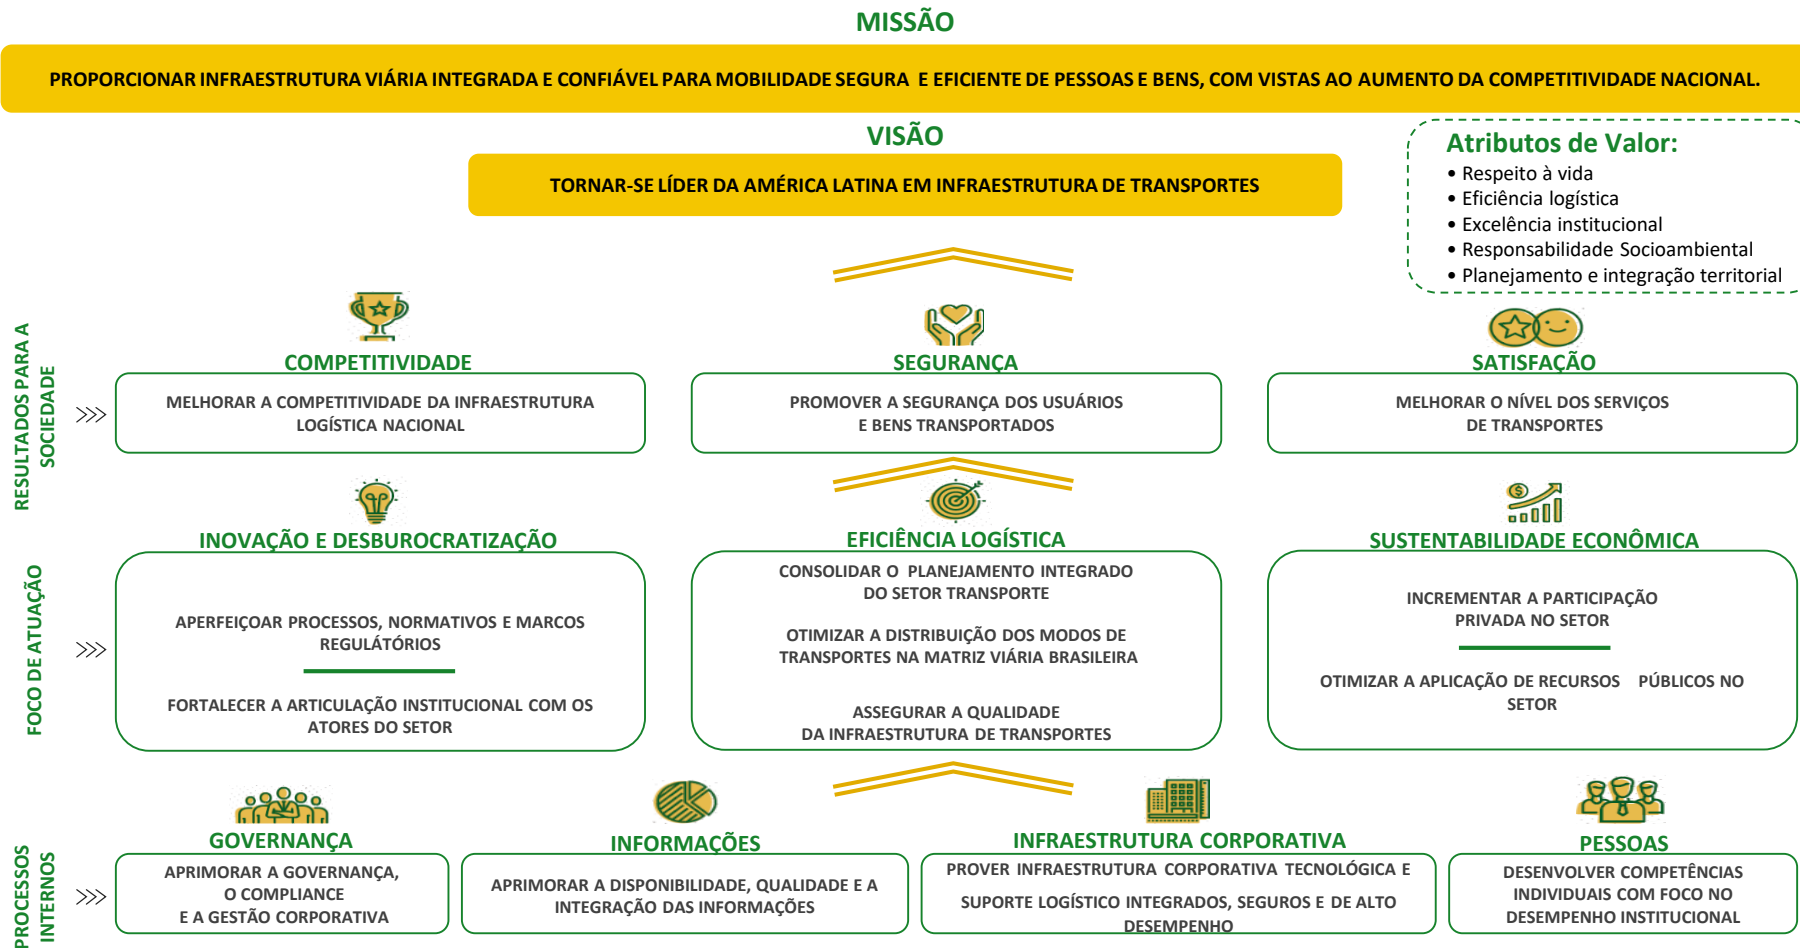 MISSÃO
PROPORCIONAR INFRAESTRUTURA VIÁRIA INTEGRADA E CONFIÁVEL PARA MOBILIDADE SEGURA E EFICIENTE DE PESSOAS E BENS, COM VISTAS AO AUMENTO DA COMPETITIVIDADE NACIONAL.
VISÃO
TORNAR-SE LÍDER DA AMÉRICA LATINA EM INFRAESTRUTURA DE TRANSPORTES
Atributos de Valor:
• Respeito à vida
• Eficiência logística
• Excelência institucional
• Responsabilidade Socioambiental
• Planejamento e integração territorial
RESULTADOS PARA A
SOCIEDADE
COMPETITIVIDADE
MELHORAR A COMPETITIVIDADE DA INFRAESTRUTURA
LOGÍSTICA NACIONAL
SEGURANÇA
PROMOVER A SEGURANÇA DOS USUÁRIOS
E BENS TRANSPORTADOS
SATISFAÇÃO
MELHORAR O NÍVEL DOS SERVIÇOS
DE TRANSPORTES
FOCO DE ATUAÇÃO
INOVAÇÃO E DESBUROCRATIZAÇÃO
APERFEIÇOAR PROCESSOS, NORMATIVOS E MARCOS
REGULÁTÓRIOS
FORTALECER A ARTICULAÇÃO INSTITUCIONAL COM OS
ATORES DO SETOR
EFICIÊNCIA LOGÍSTICA
CONSOLIDAR O PLANEJAMENTO INTEGRADO
DO SETOR TRANSPORTE
OTIMIZAR A DISTRIBUIÇÃO DOS MODOS DE
TRANSPORTES NA MATRIZ VIÁRIA BRASILEIRA
ASSEGURAR A QUALIDADE
DA INFRAESTRUTURA DE TRANSPORTES
SUSTENTABILIDADE ECONÔMICA
INCREMENTAR A PARTICIPAÇÃO
PRIVADA NO SETOR
OTIMIZAR A APLICAÇÃO DE RECURSOS PÚBLICOS NO
SETOR
PROCESSOS
INTERNOS
GOVERNANÇA
APRIMORAR A GOVERNANÇA,
O COMPLIANCE
E A GESTÃO CORPORATIVA
INFORMAÇÕES
APRIMORAR A DISPONIBILIDADE, QUALIDADE E A
INTEGRAÇÃO DAS INFORMAÇÕES
INFRAESTRUTURA CORPORATIVA
PROVER INFRAESTRUTURA CORPORATIVA TECNOLÓGICA E
SUPORTE LOGÍSTICO INTEGRADOS, SEGUROS E DE ALTO
DESEMPENHO
PESSOAS
DESENVOLVER COMPETÊNCIAS
INDIVIDUAIS COM FOCO NO
DESEMPENHO INSTITUCIONAL